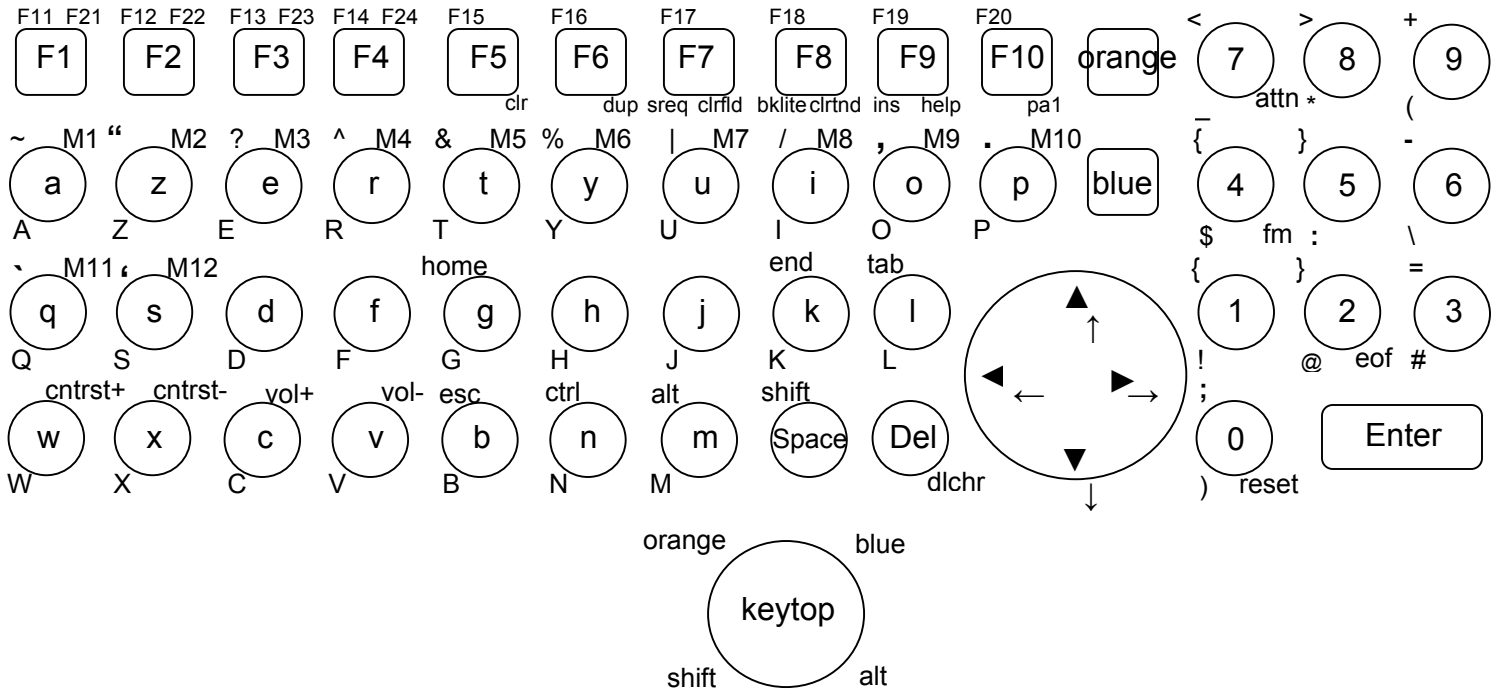 F11 F21 F12 F22 F13 F23 F14 F24 F15 F16 F17 F18 F19 F20 < > +
F1 F2 F3 F4 F5 F6 F7 F8 F9 F10 orange 7 8 9
clr dup sreq clrfld bklite clrtnd ins help pa1 _ attn * (
~ M1 “ M2 ? M3 ^ M4 & M5 % M6 | M7 / M8 , M9 . M10 { } -
a z e r t y u i o p blue 4 5 6
A Z E R T Y U I O P $ fm : \
` M11 ‘ M12 home end tab { } =
q s d f g h j k l ▲ 1 2 3
↑
Q S D F G H J K L ! @ eof #
◄ ← ► →
cntrst+ cntrst- vol+ vol- esc ctrl alt shift ;
w x c v b n m Space Del ▼ 0 Enter
W X C V B N M dlchr ↓ ) reset
orange blue
keytop
shift alt